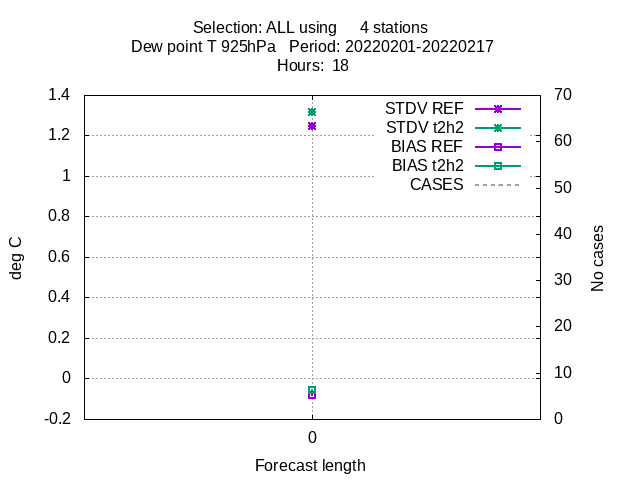 Selection: ALL using     4 stations
Dew point T 925hPa   Period: 20220201-20220217
Hours:  18
1.4
1.2
1
0.8
0.6
0.4
0.2
0
-0.2
deg C
STDV REF
STDV t2h2
BIAS REF
BIAS t2h2
CASES
70
60
50
40
30
20
10
0
No cases
0
Forecast length